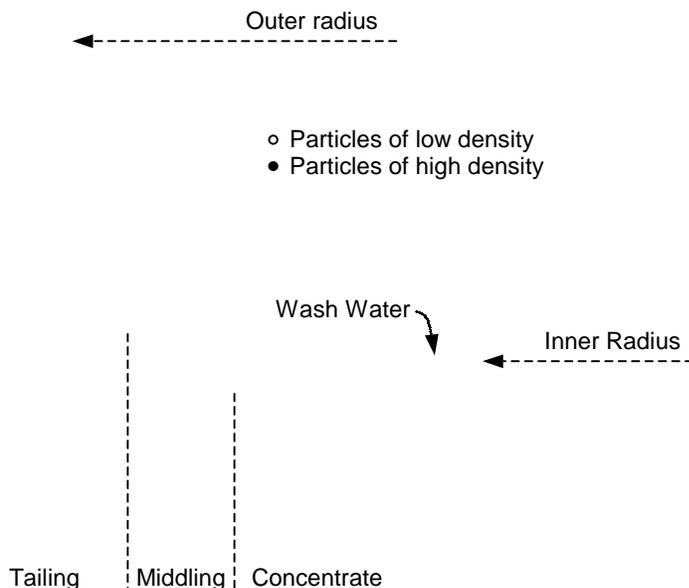 Outer radius
Particles of low density
Particles of high density
Wash Water
Inner Radius
Tailing Middling Concentrate